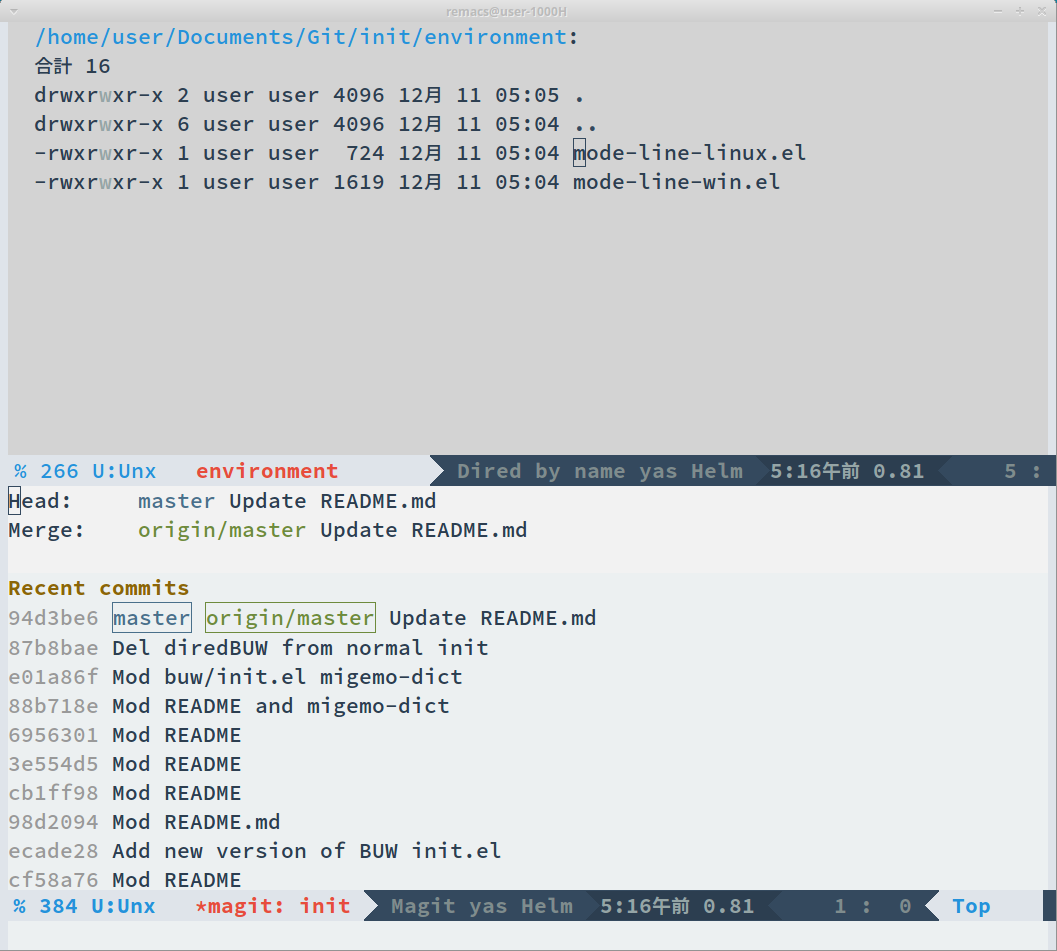 remacs@user-1000H
/home/user/Documents/Git/init/environment:
合計 16
drwxrwxr-x 2 user user 4096 12月 11 05:05 .
drwxrwxr-x 6 user user 4096 12月 11 05:04 ..
-rwxrwxr-x 1 user user  724 12月 11 05:04 mode-line-linux.el
-rwxrwxr-x 1 user user 1619 12月 11 05:04 mode-line-win.el
% 266 U:Unx   environment   Dired by name yas Helm   5:16午前 0.81   5 :
Head:     master Update README.md
Merge:    origin/master Update README.md
Recent commits
94d3be6 master origin/master Update README.md
87b8bae Del diredBUW from normal init
e01a86f Mod buw/init.el migemo-dict
88b718e Mod README and migemo-dict
6956301 Mod README
3e554d5 Mod README
cb1ff98 Mod README
98d2094 Mod README.md
ecade28 Add new version of BUW init.el
cf58a76 Mod README
% 384 U:Unx   *magit: init   Magit yas Helm   5:16午前 0.81   1 :  0   Top